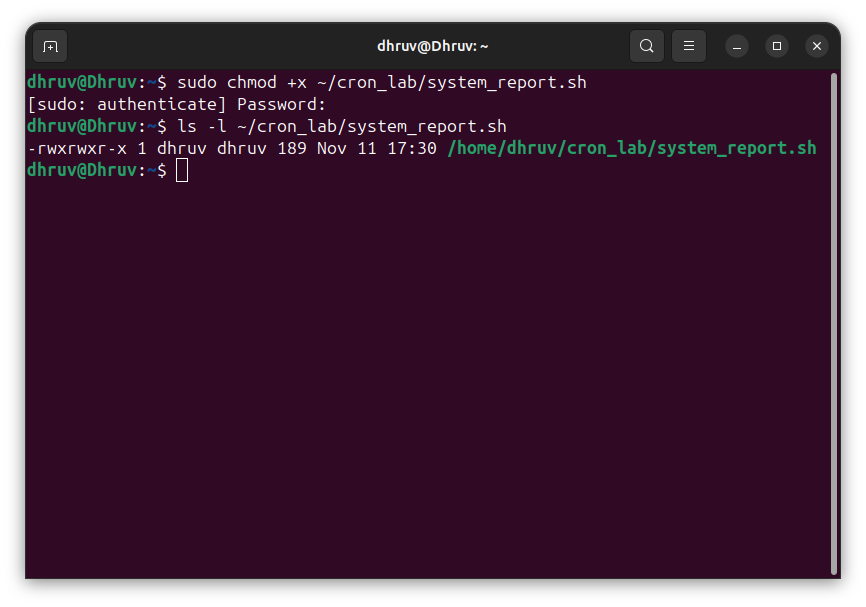 dhruv@Dhruv: ~
dhruv@Dhruv:~$ sudo chmod +x ~/cron_lab/system_report.sh
[sudo: authenticate] Password:
dhruv@Dhruv:~$ ls -l ~/cron_lab/system_report.sh
-rwxrwxr-x 1 dhruv dhruv 189 Nov 11 17:30 /home/dhruv/cron_lab/system_report.sh
dhruv@Dhruv:~$